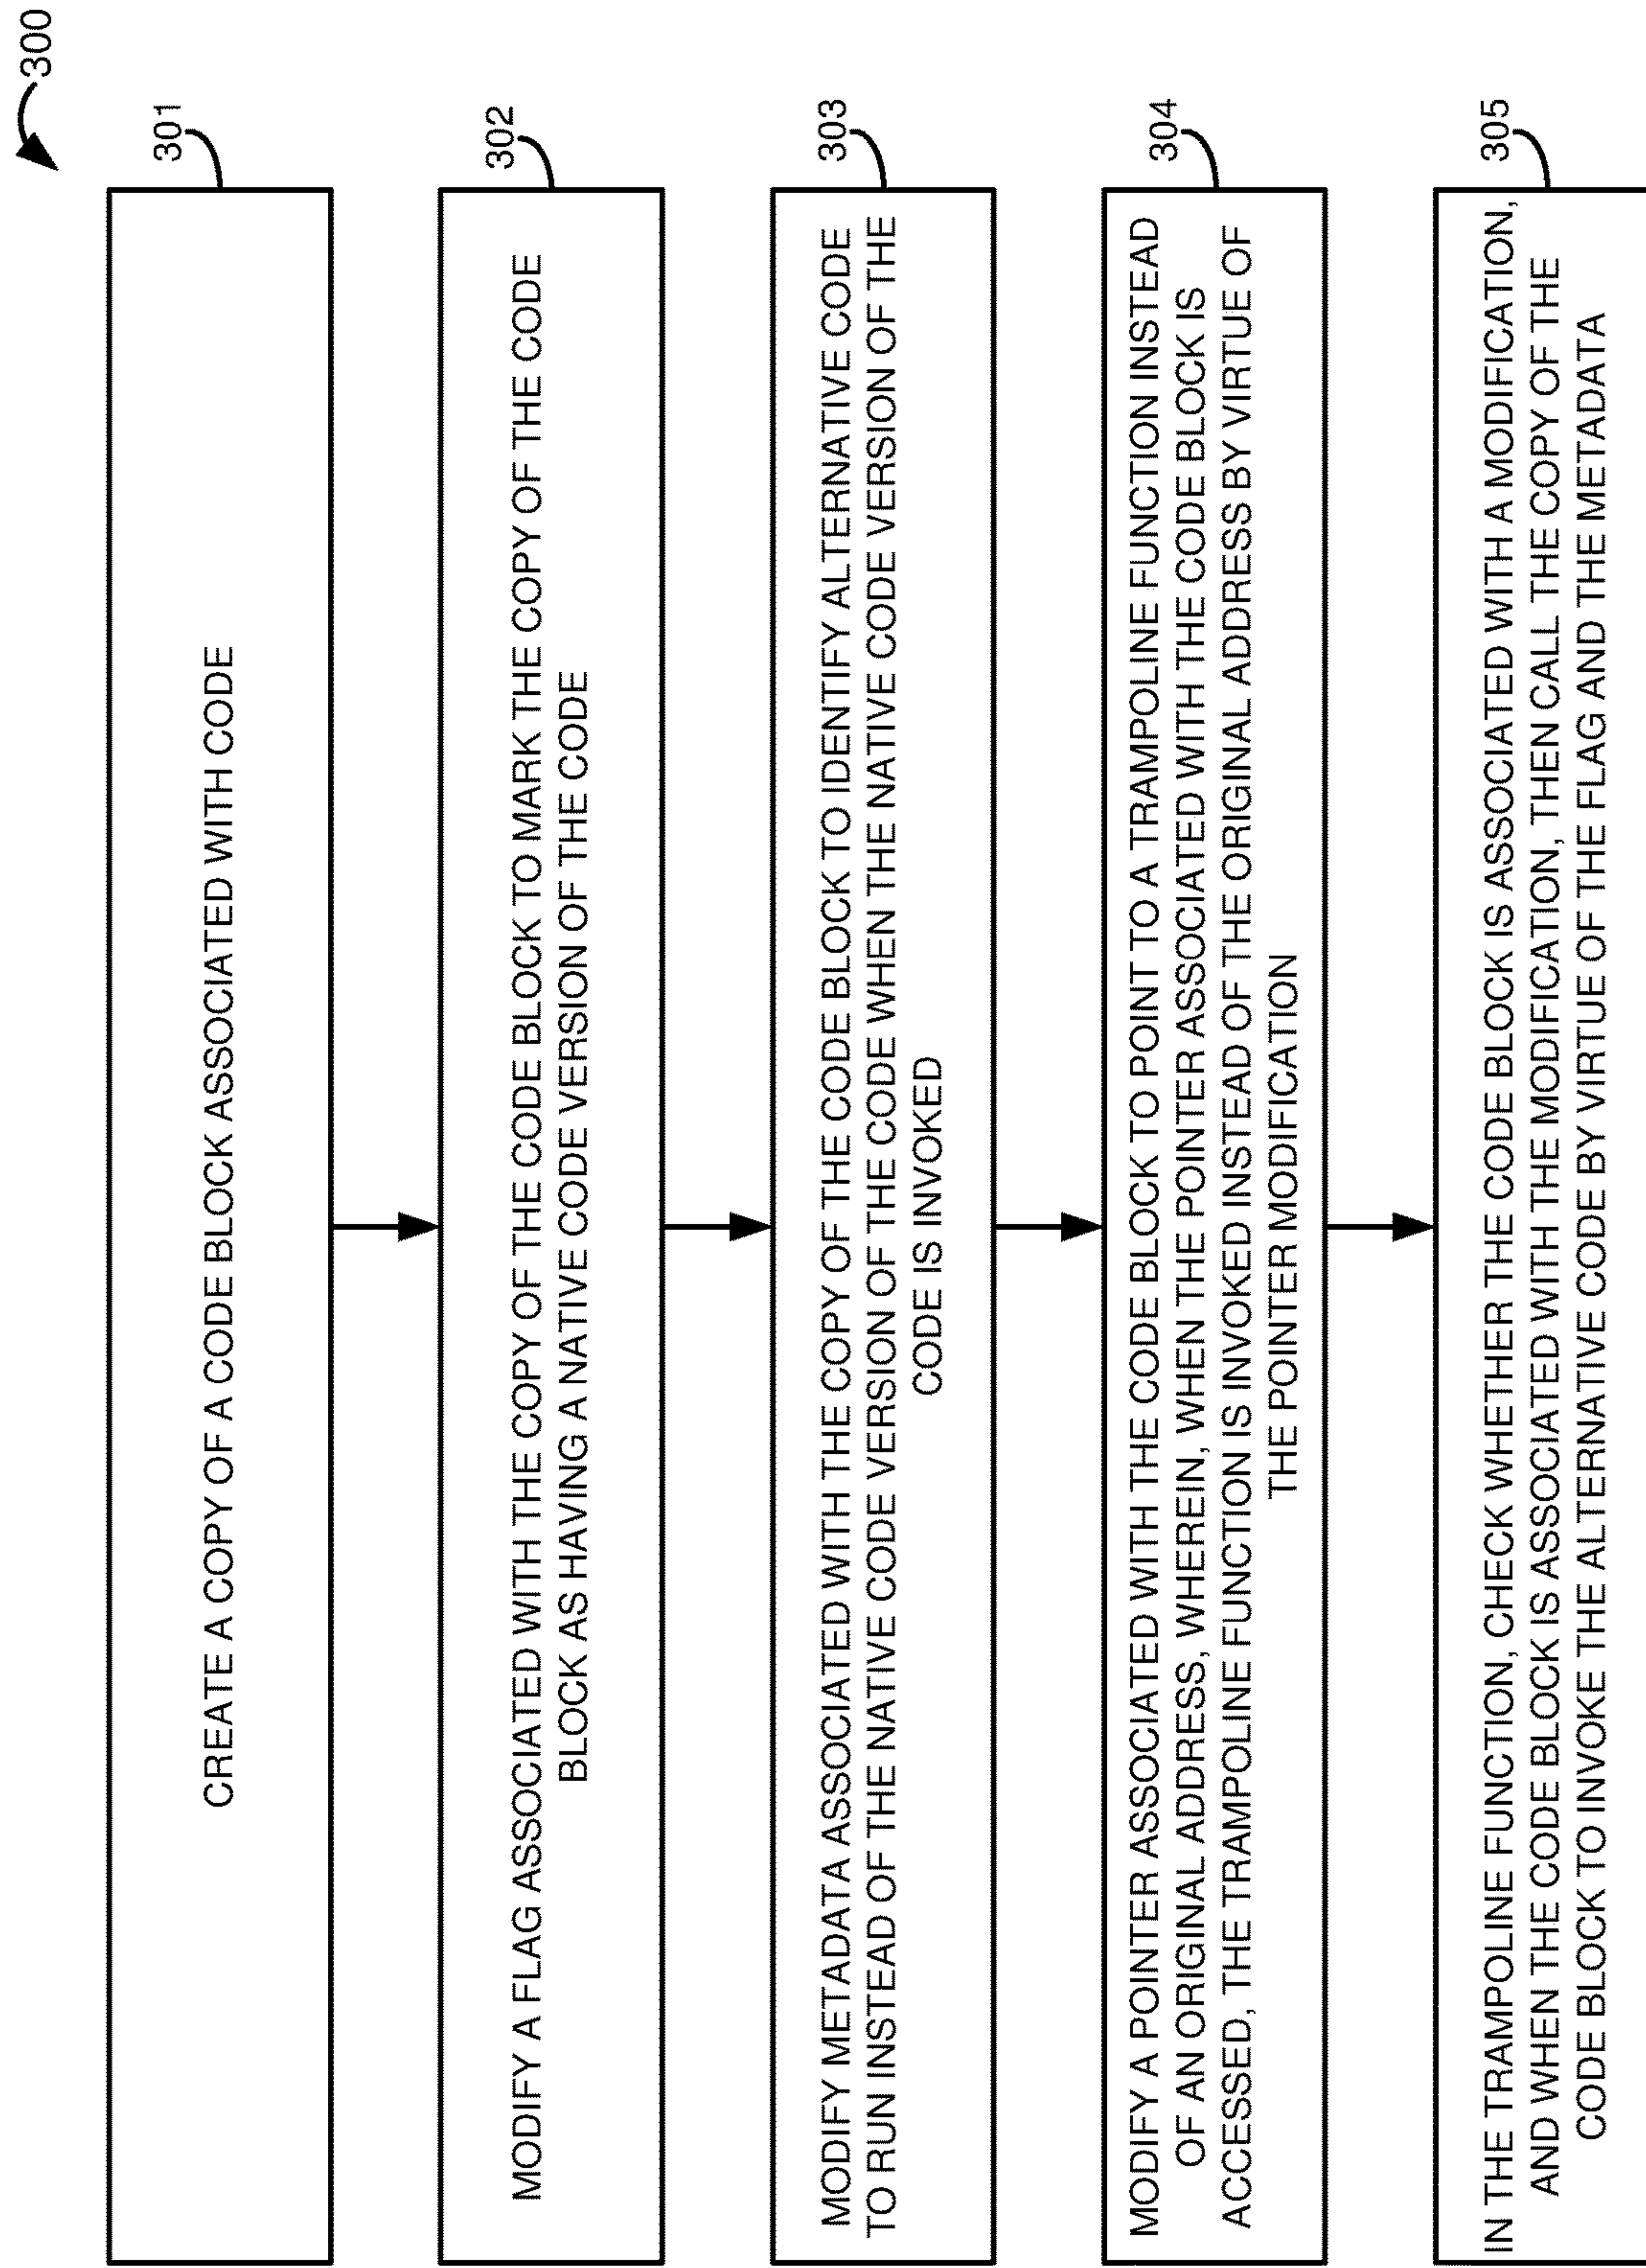 300
301
CREATE A COPY OF A CODE BLOCK ASSOCIATED WITH CODE
302
MODIFY A FLAG ASSOCIATED WITH THE COPY OF THE CODE BLOCK TO MARK THE COPY OF THE CODE
BLOCK AS HAVING A NATIVE CODE VERSION OF THE CODE
303
MODIFY METADATA ASSOCIATED WITH THE COPY OF THE CODE BLOCK TO IDENTIFY ALTERNATIVE CODE
TO RUN INSTEAD OF THE NATIVE CODE VERSION OF THE CODE WHEN THE NATIVE CODE VERSION OF THE
CODE IS INVOKED
304
MODIFY A POINTER ASSOCIATED WITH THE CODE BLOCK TO POINT TO A TRAMPOLINE FUNCTION INSTEAD
OF AN ORIGINAL ADDRESS, WHEREIN, WHEN THE POINTER ASSOCIATED WITH THE CODE BLOCK IS
ACCESSED, THE TRAMPOLINE FUNCTION IS INVOKED INSTEAD OF THE ORIGINAL ADDRESS BY VIRTUE OF
THE POINTER MODIFICATION
305
IN THE TRAMPOLINE FUNCTION, CHECK WHETHER THE CODE BLOCK IS ASSOCIATED WITH A MODIFICATION,
AND WHEN THE CODE BLOCK IS ASSOCIATED WITH THE MODIFICATION, THEN CALL THE COPY OF THE
CODE BLOCK TO INVOKE THE ALTERNATIVE CODE BY VIRTUE OF THE FLAG AND THE METADATA